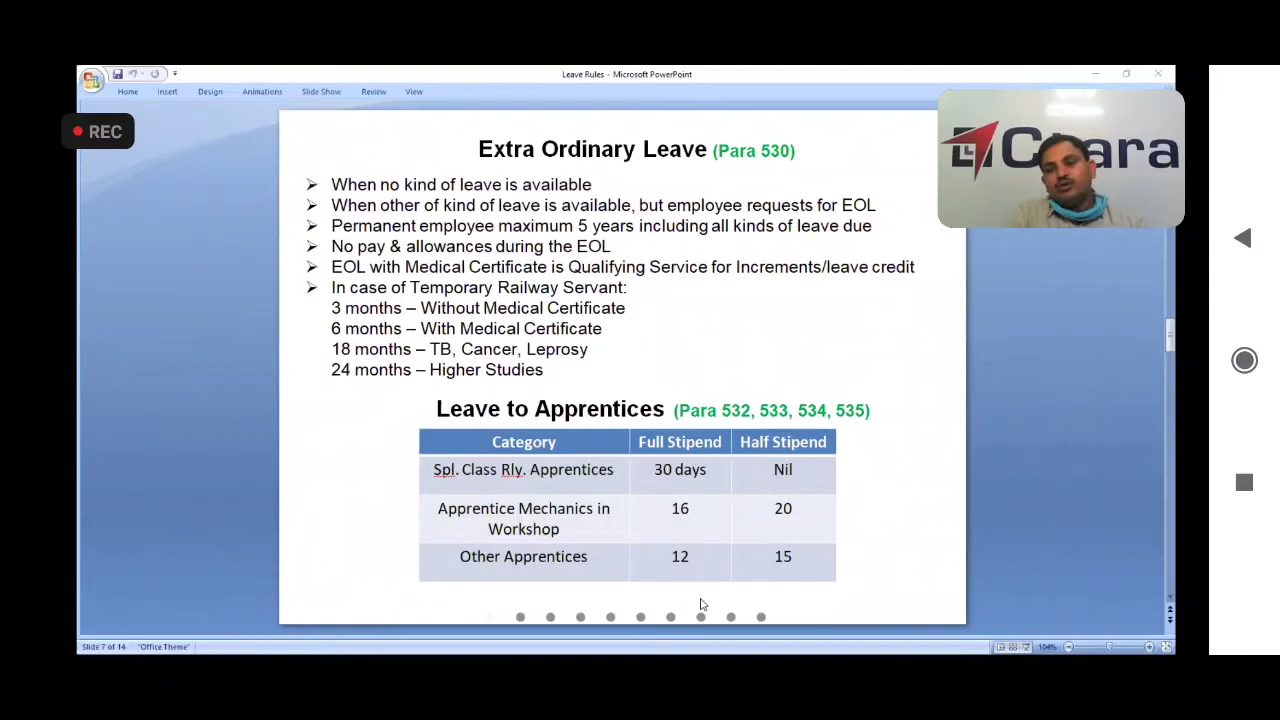 Leave Rules - Microsoft PowerPoint
Home Insert Design Animations Slide Show Review View
REC
Extra Ordinary Leave (Para 530)
When no kind of leave is available
When other of kind of leave is available, but employee requests for EOL
Permanent employee maximum 5 years including all kinds of leave due
No pay & allowances during the EOL
EOL with Medical Certificate is Qualifying Service for Increments/leave credit
In case of Temporary Railway Servant:
3 months – Without Medical Certificate
6 months – With Medical Certificate
18 months – TB, Cancer, Leprosy
24 months – Higher Studies
Leave to Apprentices (Para 532, 533, 534, 535)
Category Full Stipend Half Stipend
Spl. Class Rly. Apprentices 30 days Nil
Apprentice Mechanics in
Workshop 16 20
Other Apprentices 12 15
Slide 7 of 14 "Office Theme" 104%